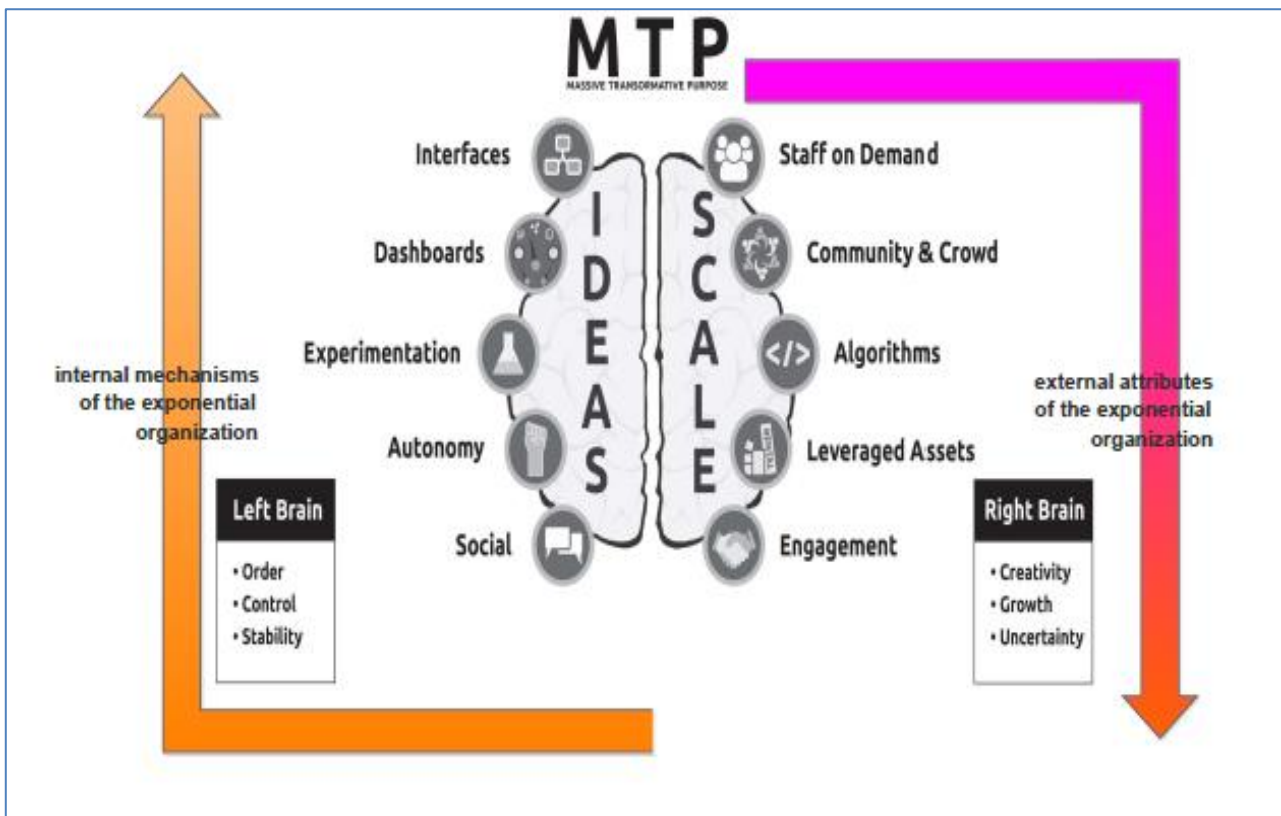 MTP
MASSIVE TRANSORMATIVE PURPOSE
Interfaces
Dashboards
Experimentation
Autonomy
Social
IDEAS
SCALE
Staff on Demand
Community & Crowd
</>
Algorithms
Leveraged Assets
Engagement
internal mechanisms
of the exponential
organization
external attributes
of the exponential
organization
Left Brain
• Order
• Control
• Stability
Right Brain
• Creativity
• Growth
• Uncertainty